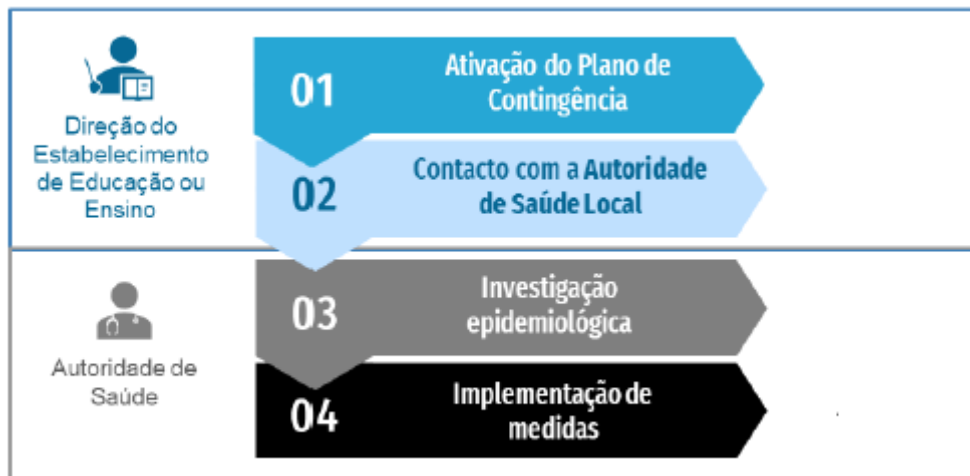 Direção do
Estabelecimento
de Educação ou
Ensino
01
Ativação do Plano de
Contingência
02
Contacto com a Autoridade
de Saúde Local
Autoridade de
Saúde
03
Investigação
epidemiológica
04
Implementação de
medidas